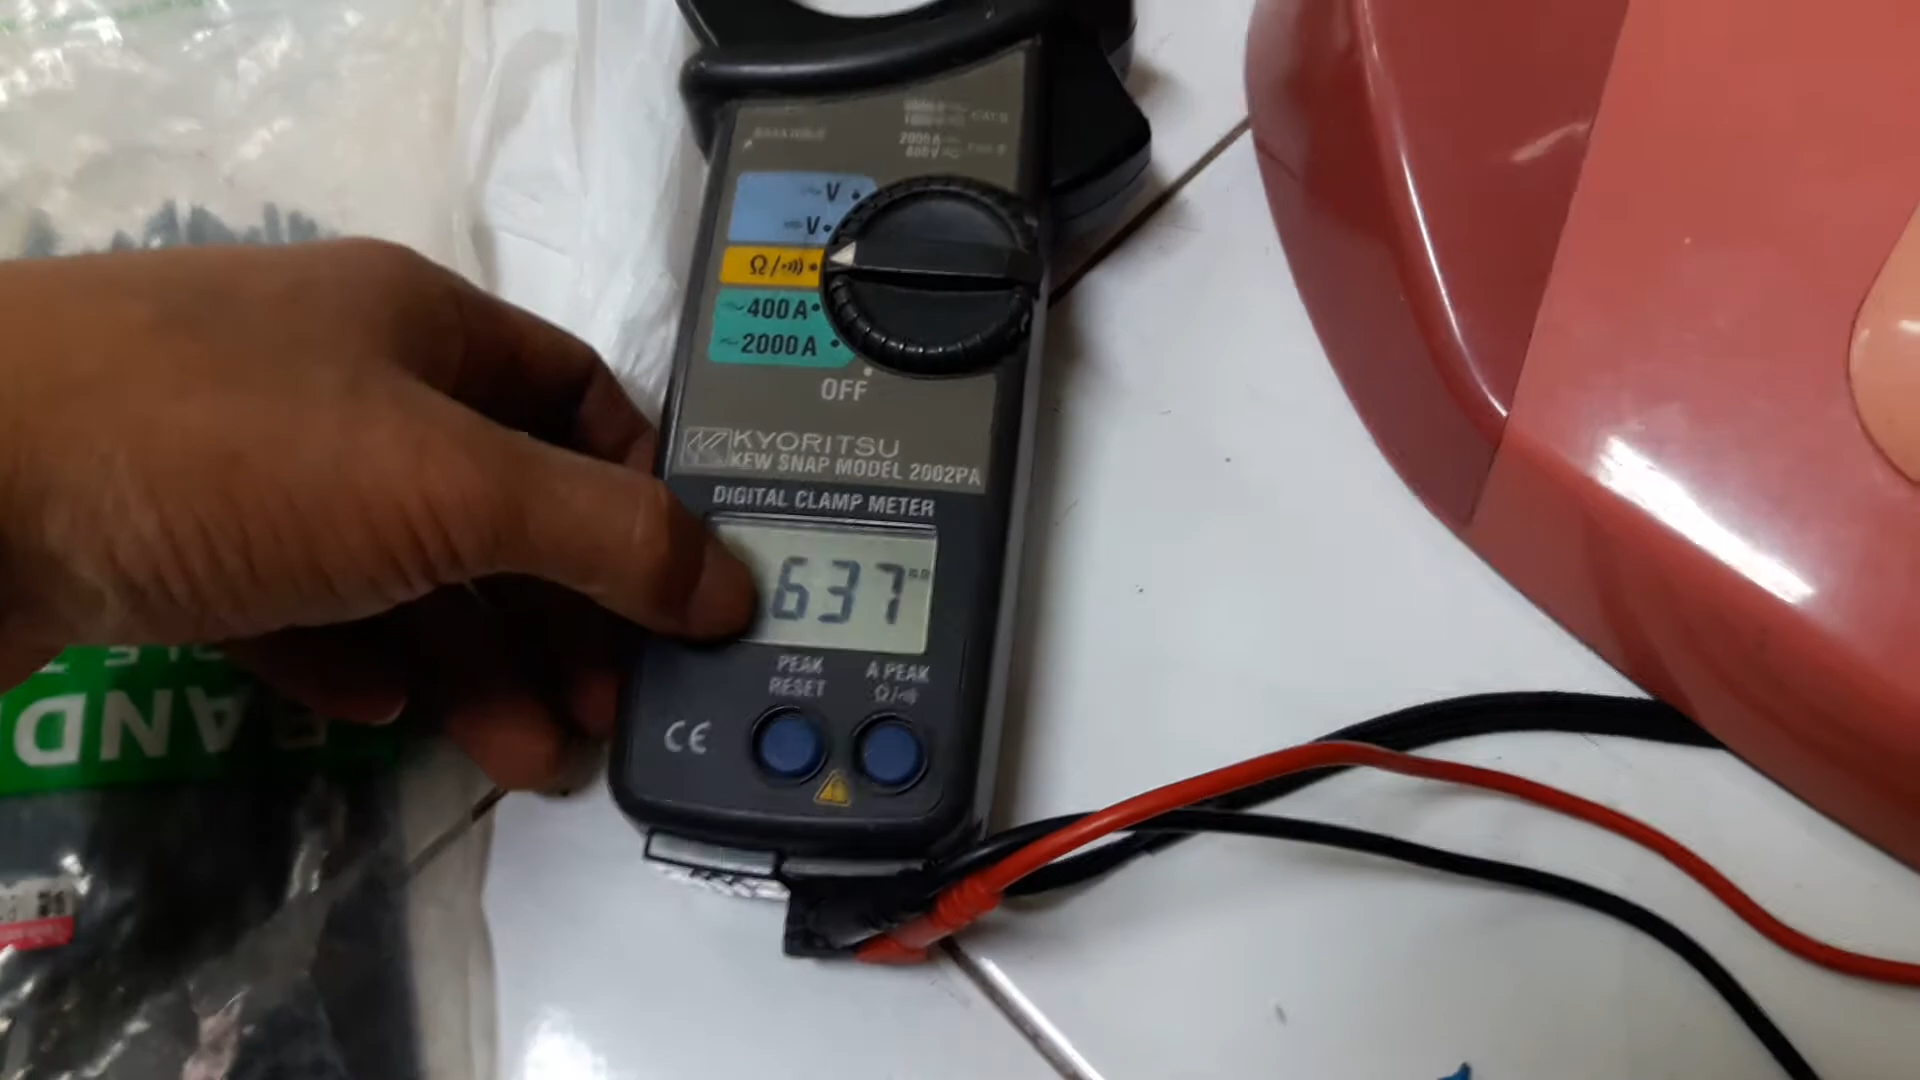 ~V
V
Ω/•)))
~400A
~2000A
OFF
KYORITSU
KEW SNAP MODEL 2002PA
DIGITAL CLAMP METER
637
PEAK
RESET
A PEAK
Ω/•)))
CE
AND